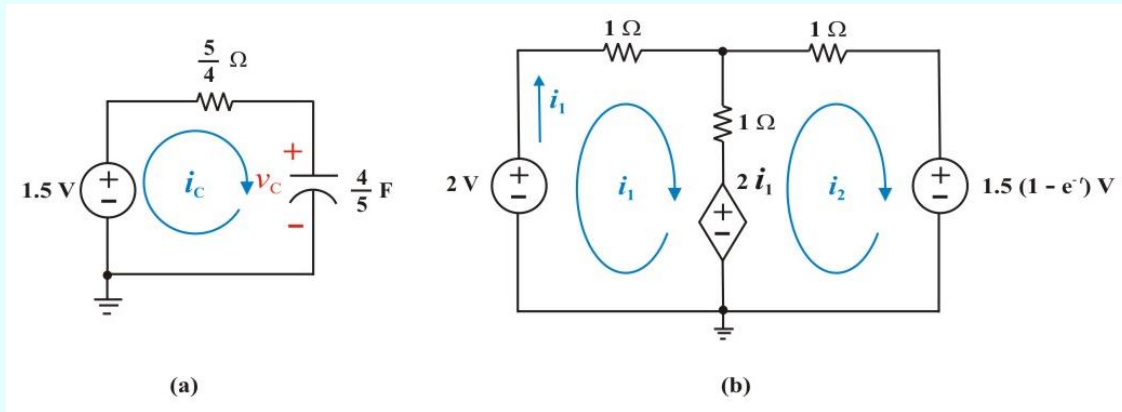 5/4 Ω
1.5 V
+
-
i_C
+
v_C
-
4/5 F
(a)
1 Ω
1 Ω
i_1
1 Ω
2 V
+
-
i_1
2 i_1
+
-
i_2
+
-
1.5 (1 - e^-t) V
(b)